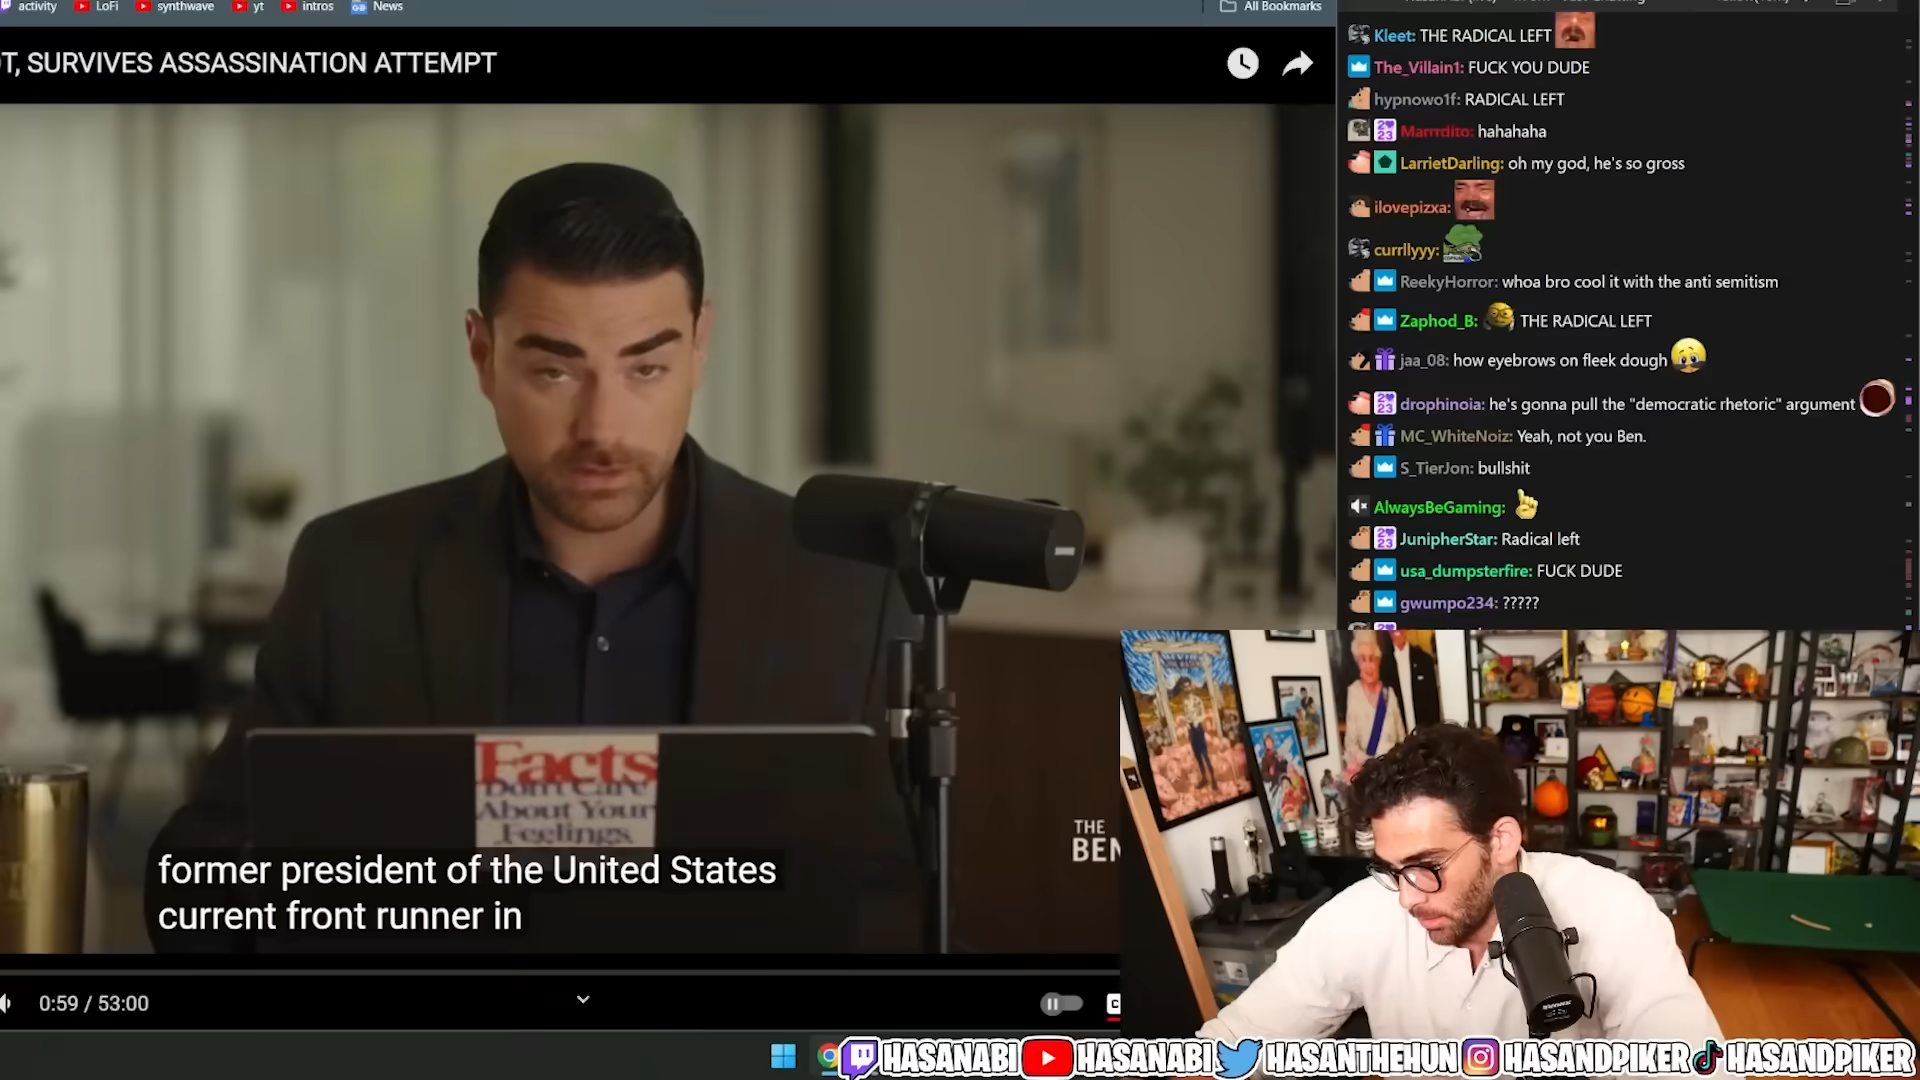 activity
LoFi
synthwave
yt
intros
News
All Bookmarks
T, SURVIVES ASSASSINATION ATTEMPT
Kleet: THE RADICAL LEFT
The_Villain1: FUCK YOU DUDE
hypnowo1f: RADICAL LEFT
Marrrdito: hahahaha
LarrietDarling: oh my god, he's so gross
ilovepizxa:
currllyyy:
ReekyHorror: whoa bro cool it with the anti semitism
Zaphod_B: THE RADICAL LEFT
jaa_08: how eyebrows on fleek dough
drophinoia: he's gonna pull the "democratic rhetoric" argument
MC_WhiteNoiz: Yeah, not you Ben.
S_TierJon: bullshit
AlwaysBeGaming:
JunipherStar: Radical left
usa_dumpsterfire: FUCK DUDE
gwumpo234: ?????
Facts
Don't Care
About Your
Feelings
THE
BEN
former president of the United States
current front runner in
0:59 / 53:00
HASANABI
HASANABI
HASANTHEHUN
HASANDPIKER
HASANDPIKER